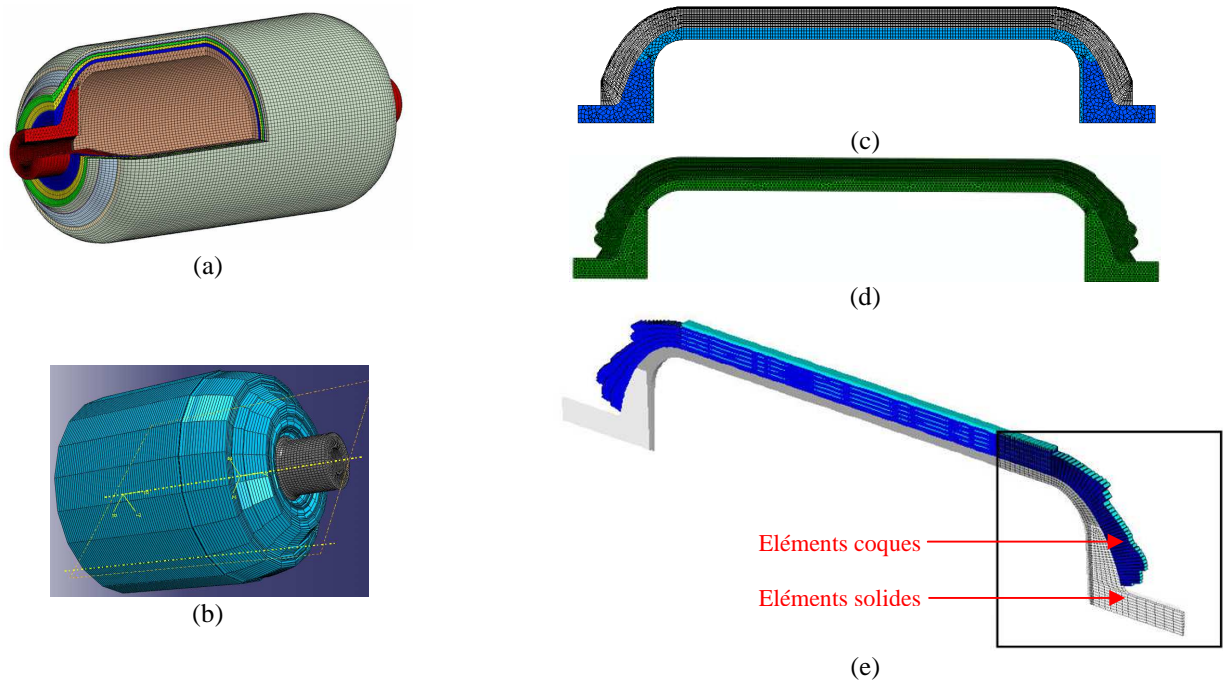 (a)
(b)
(c)
(d)
Eléments coques
Eléments solides
(e)